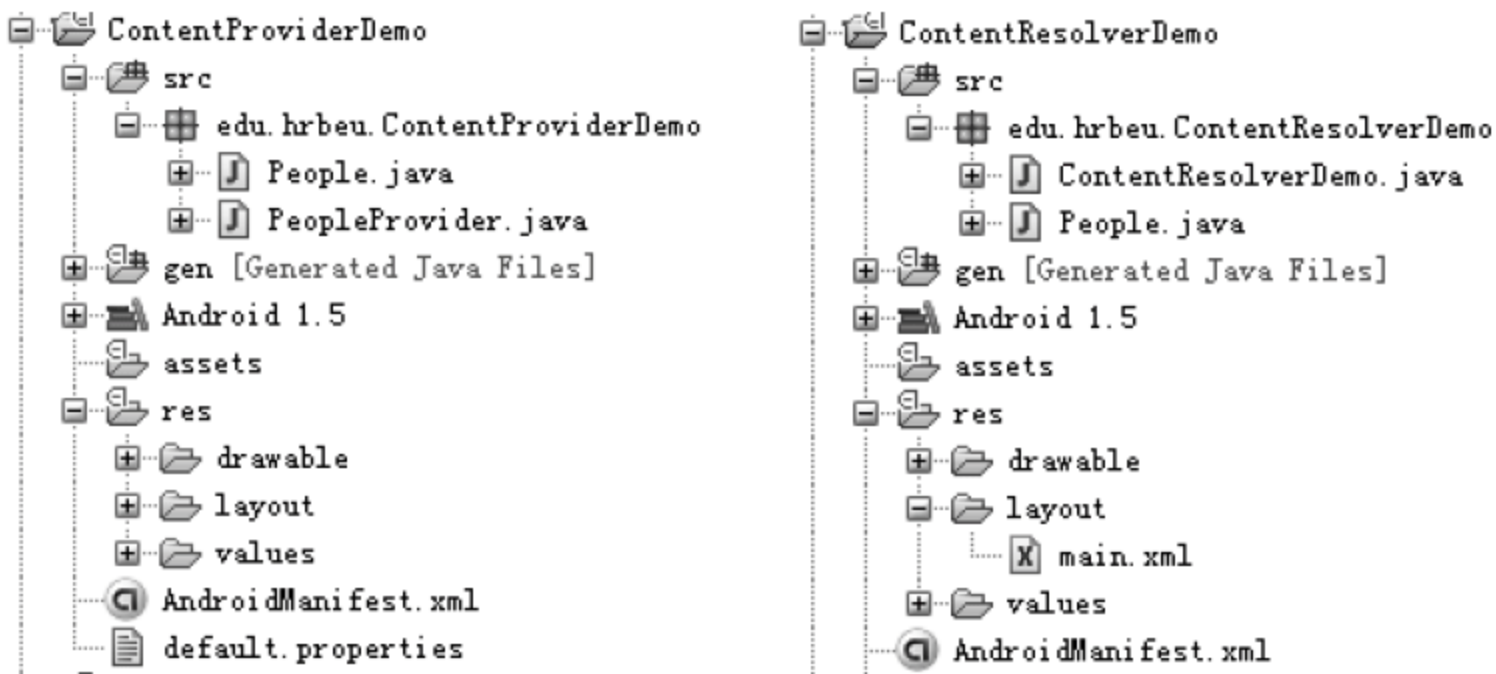 ContentProviderDemo
src
edu.hrbeu.ContentProviderDemo
People.java
PeopleProvider.java
gen [Generated Java Files]
Android 1.5
assets
res
drawable
layout
values
AndroidManifest.xml
default.properties
ContentResolverDemo
src
edu.hrbeu.ContentResolverDemo
ContentResolverDemo.java
People.java
gen [Generated Java Files]
Android 1.5
assets
res
drawable
layout
main.xml
values
AndroidManifest.xml